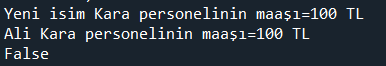 Yeni isim Kara personelinin maaşı=100 TL
Ali Kara personelinin maaşı=100 TL
False